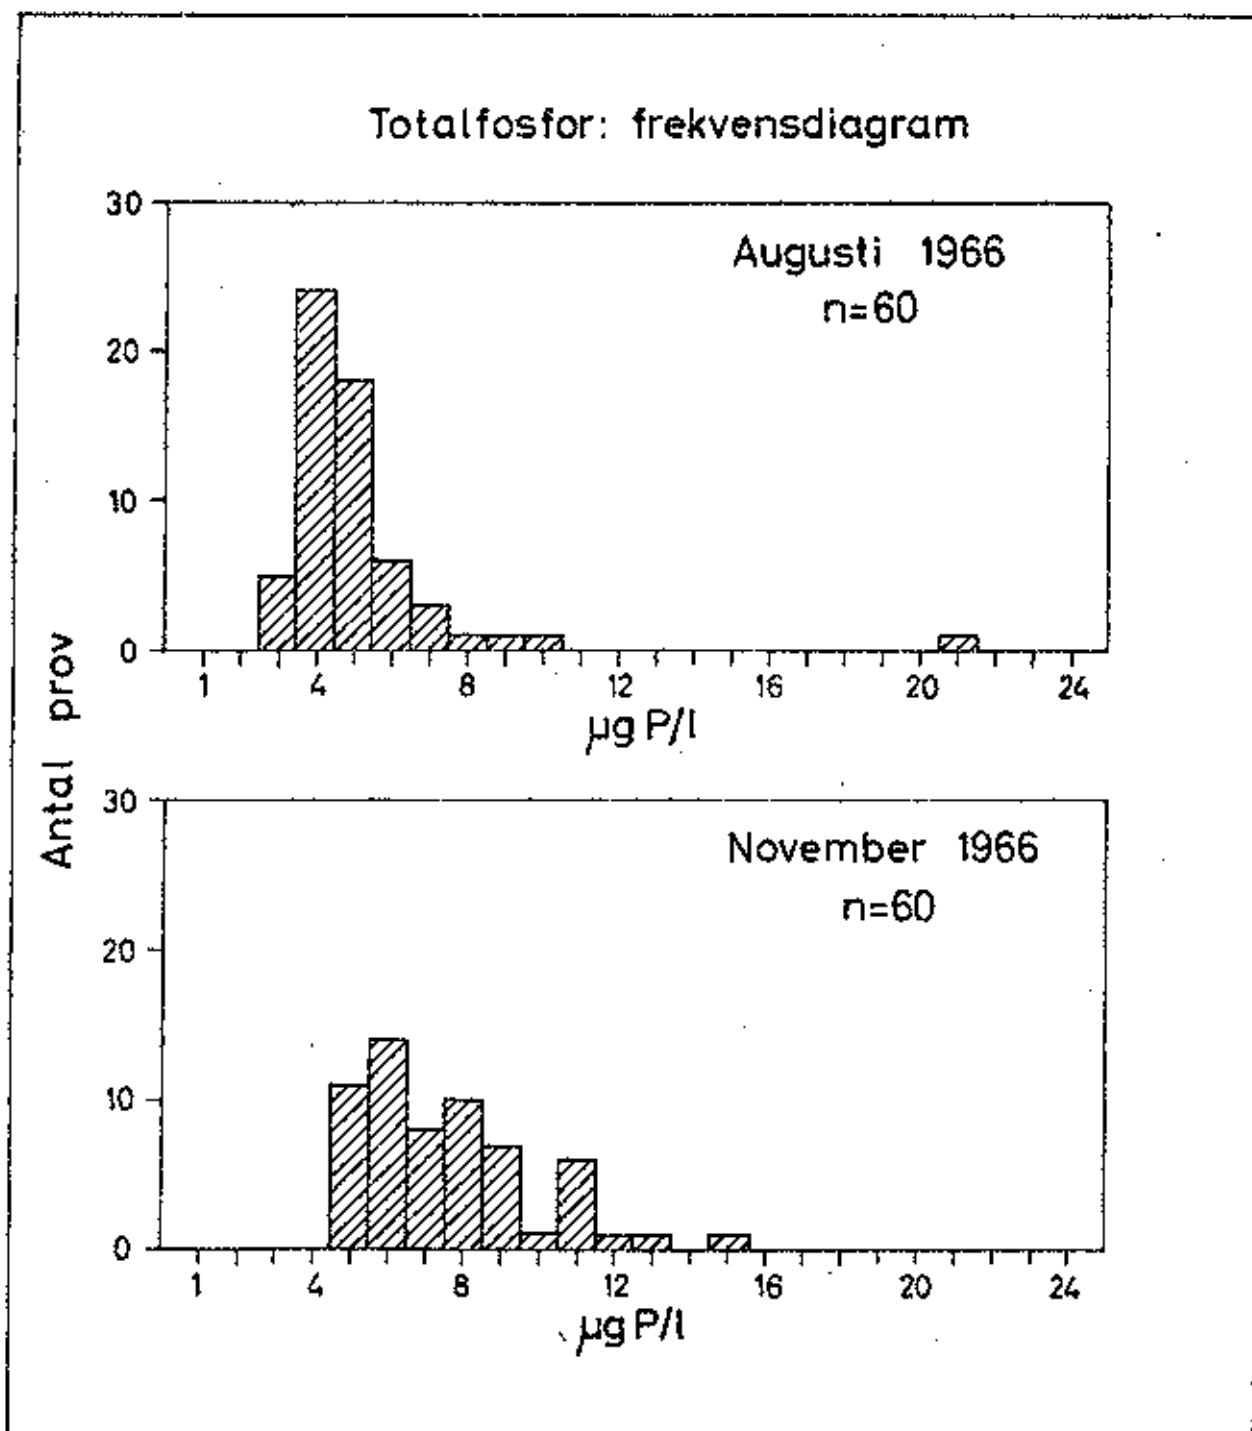 Totalfosfor: frekvensdiagram
Antal prov
30
20
10
0
Augusti 1966
n=60
1 4 8 12 16 20 24
µg P/l
30
20
10
0
November 1966
n=60
1 4 8 12 16 20 24
µg P/l